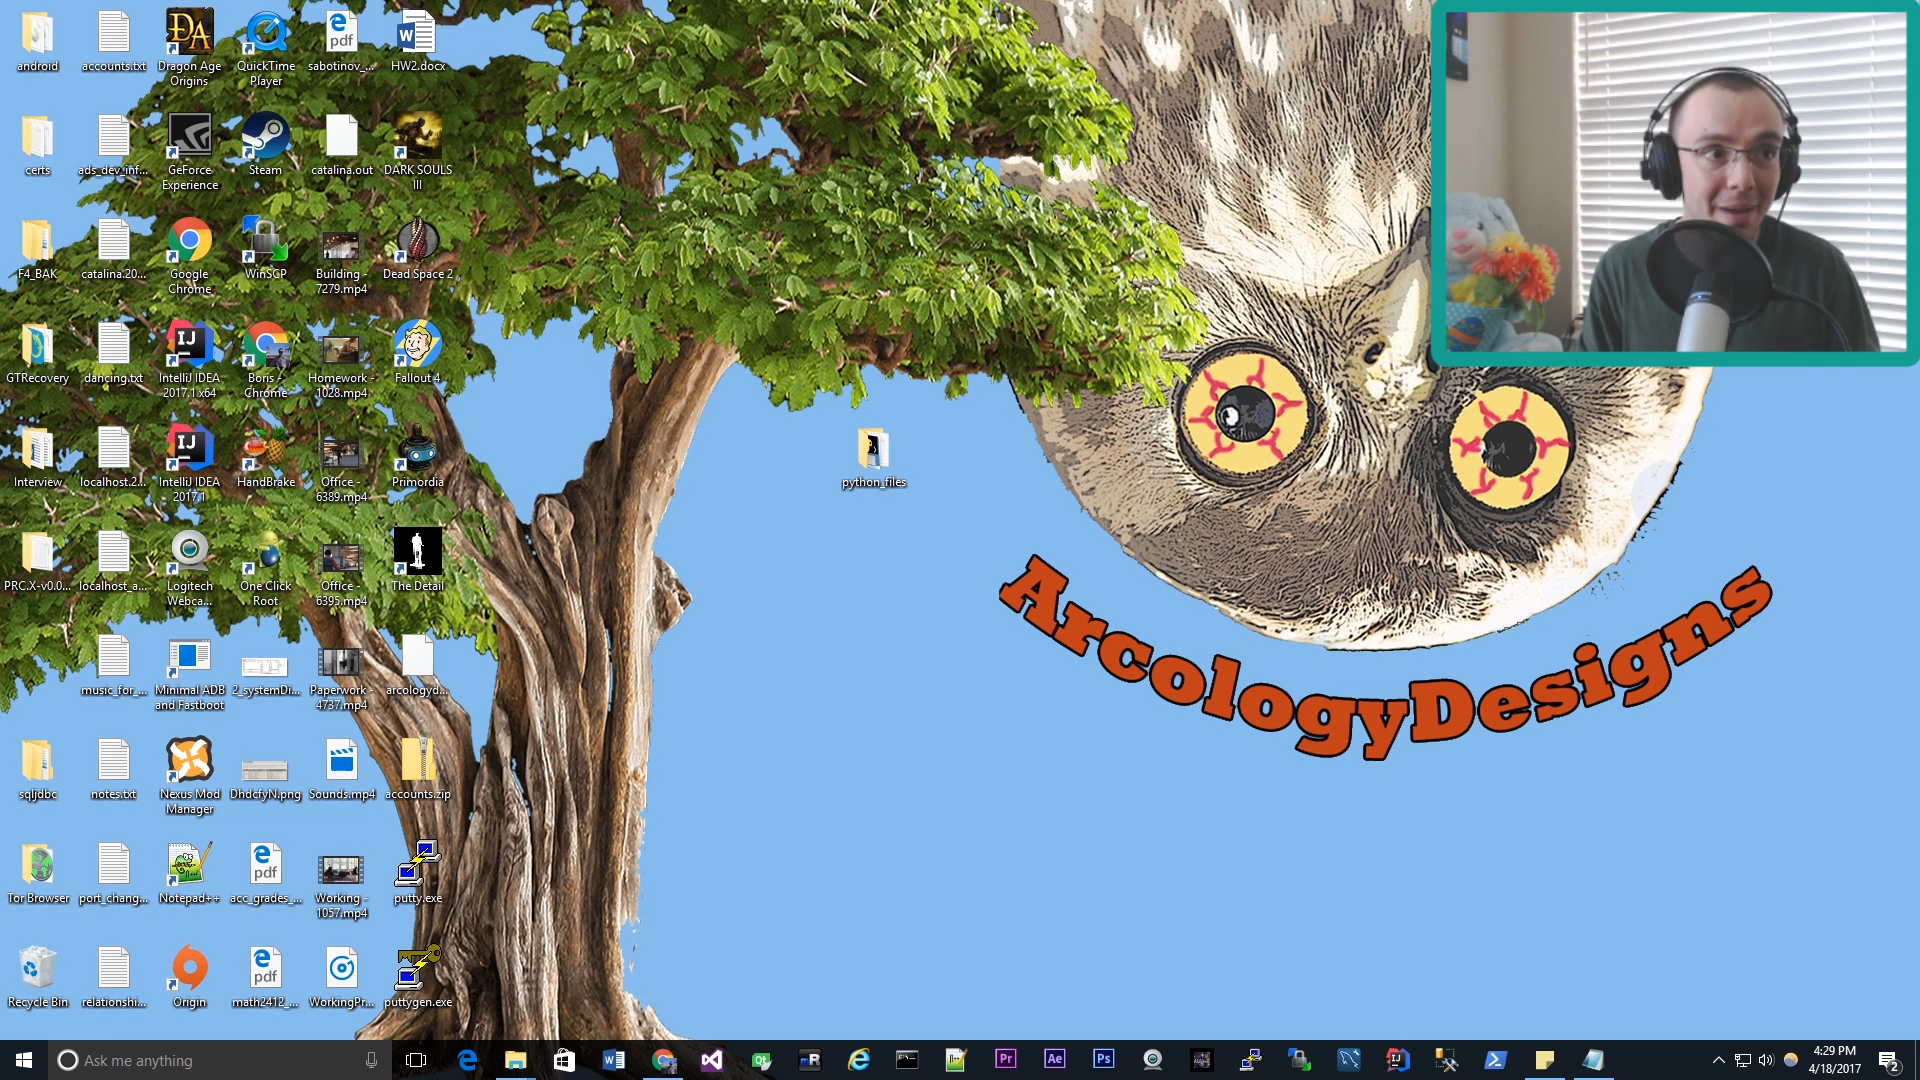 android
accounts.txt
Dragon Age
Origins
QuickTime
Player
sabotinov_...
HW2.docx
certs
ads_dev_inf...
GeForce
Experience
Steam
catalina.out
DARK SOULS
III
F4_BAK
catalina.20...
Google
Chrome
WinSCP
Building -
7279.mp4
Dead Space 2
GTRecovery
dancing.txt
IntelliJ IDEA
2017.1 x64
Boris -
Chrome
Homework -
1028.mp4
Fallout 4
Interview
localhost.2...
IntelliJ IDEA
2017.1
HandBrake
Office -
6389.mp4
Primordia
python_files
PRC.X-v0.0...
localhost_a...
Logitech
Webca...
One Click
Root
Office -
6395.mp4
The Detail
music_for_...
Minimal ADB
and Fastboot
2_systemDi...
Paperwork -
4737.mp4
arcologyd...
ArcologyDesigns
sqljdbc
notes.txt
Nexus Mod
Manager
DhdcfyN.png
Sounds.mp4
accounts.zip
Tor Browser
port_chang...
Notepad++
acc_grades_...
Working -
1057.mp4
putty.exe
Recycle Bin
relationshi...
Origin
math2412_...
WorkingPr...
puttygen.exe
Ask me anything
4:29 PM
4/18/2017
2